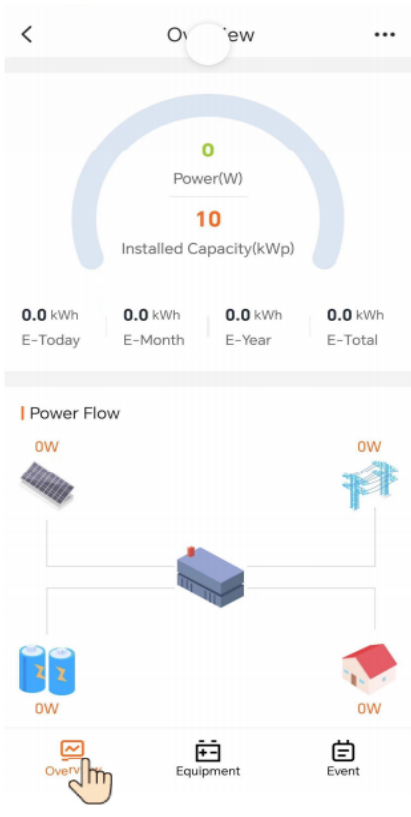 Power(W)
0
10
Installed Capacity(kWp)
0.0 kWh
0.0 kWh
0.0 kWh
0.0 kWh
E-Today
E-Month
E-Year
E-Total
Power Flow
0W
0W
0W
0W
Equipment
Event